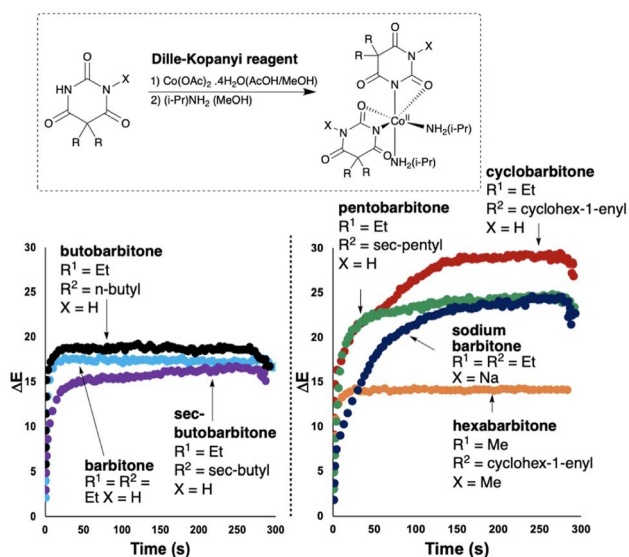 Dille-Kopanyi reagent
1) Co(OAc)2 .4H2O(AcOH/MeOH)
2) (i-Pr)NH2 (MeOH)
O
X
HN
N
O
O
R
R
O
R
R
N
X
O
O
N
O
O
X
N
N
CoII
NH2(i-Pr)
O
O
R
R
NH2(i-Pr)
butobarbitone
R1 = Et
R2 = n-butyl
X = H
barbitone
R1 = R2 =
Et X = H
sec-
butobarbitone
R1 = Et
R2 = sec-butyl
X = H
ΔE
30
25
20
15
10
5
0
0 50 100 150 200 250 300
Time (s)
pentobarbitone
R1 = Et
R2 = sec-pentyl
X = H
cyclobarbitone
R1 = Et
R2 = cyclohex-1-enyl
X = H
sodium
barbitone
R1 = R2 = Et
X = Na
hexabarbitone
R1 = Me
R2 = cyclohex-1-enyl
X = Me
ΔE
30
25
20
15
10
5
0
0 50 100 150 200 250 300
Time (s)